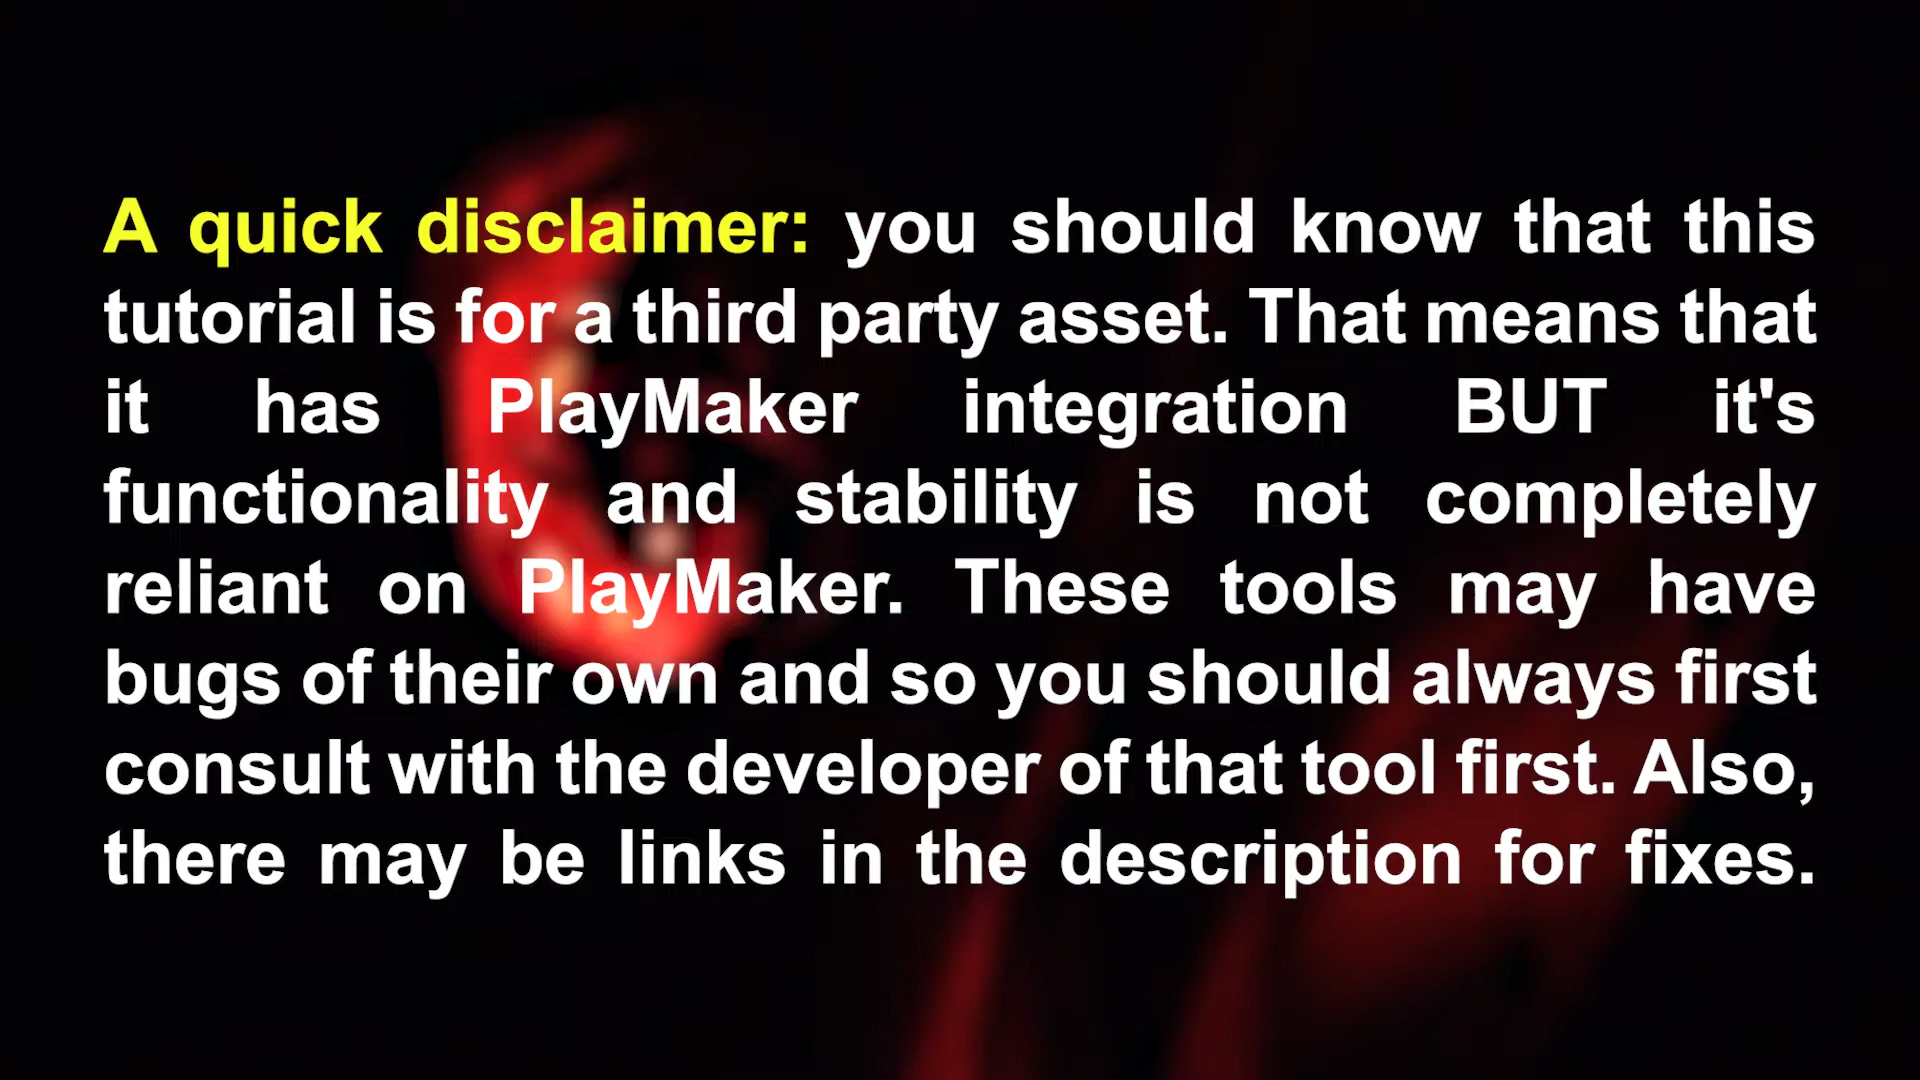 A quick disclaimer: you should know that this
tutorial is for a third party asset. That means that
it has PlayMaker integration BUT it's
functionality and stability is not completely
reliant on PlayMaker. These tools may have
bugs of their own and so you should always first
consult with the developer of that tool first. Also,
there may be links in the description for fixes.